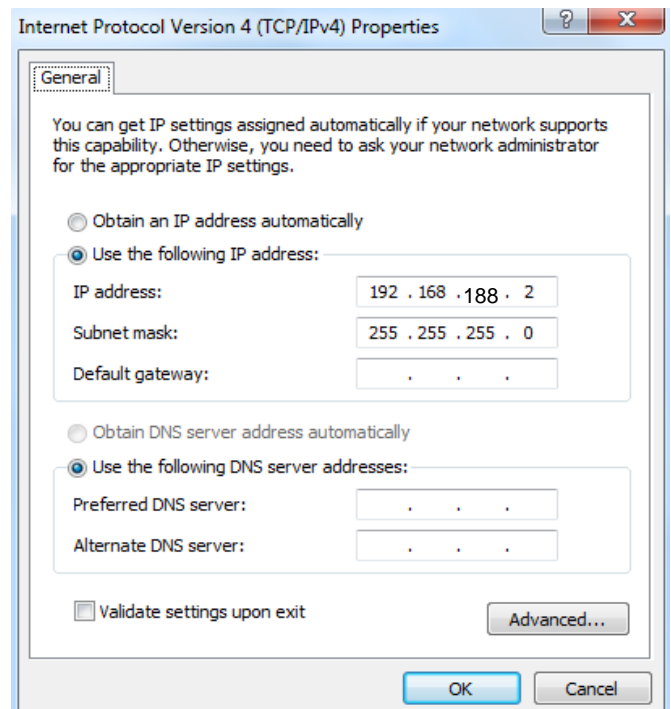 Internet Protocol Version 4 (TCP/IPv4) Properties
? X
General
You can get IP settings assigned automatically if your network supports
this capability. Otherwise, you need to ask your network administrator
for the appropriate IP settings.
Obtain an IP address automatically
Use the following IP address:
IP address: 192 . 168 . 188 . 2
Subnet mask: 255 . 255 . 255 . 0
Default gateway: . . .
Obtain DNS server address automatically
Use the following DNS server addresses:
Preferred DNS server: . . .
Alternate DNS server: . . .
Validate settings upon exit
Advanced...
OK Cancel